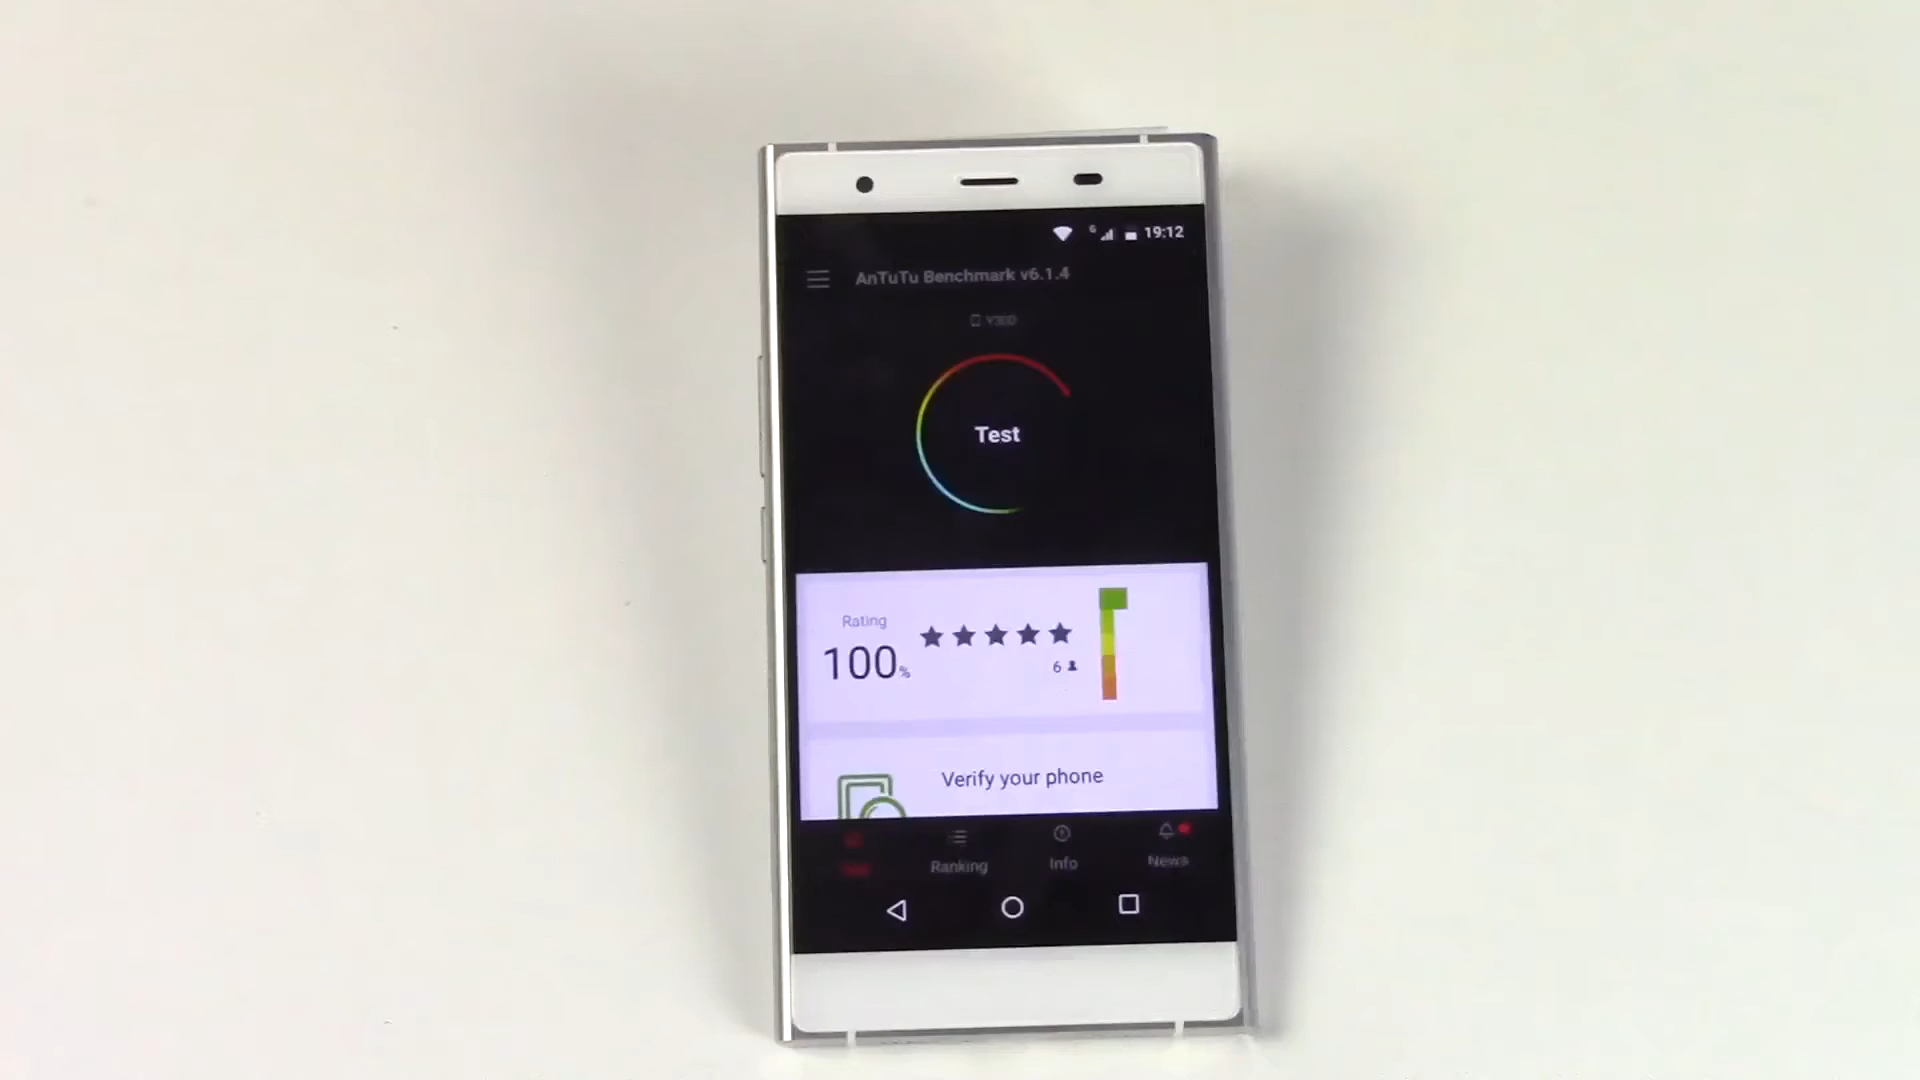 G 19:12
AnTuTu Benchmark v6.1.4
Test
Rating
100%
6
Verify your phone
Ranking
Info
News